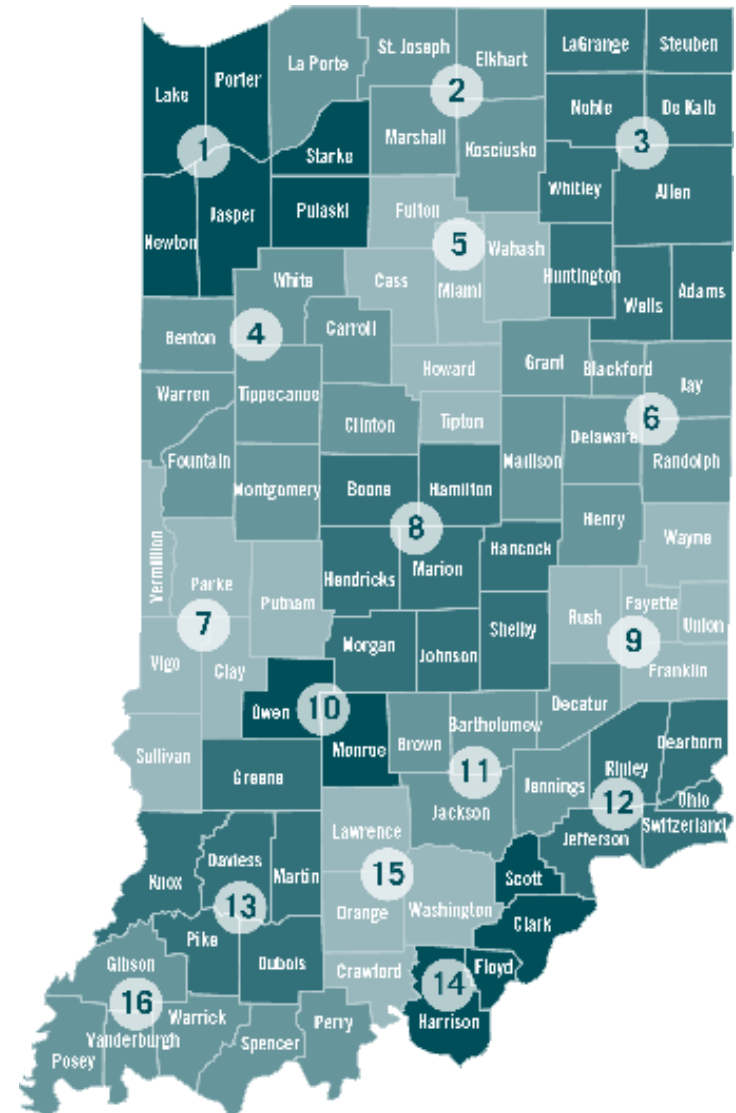 St. Joseph
LaGrange
Steuben
La Porte
Elkhart
Porter
Lake
2
Noble
De Kalb
Marshall
3
1
Starke
Kosciusko
Whitley
Allen
Jasper
Pulaski
Fulton
Newton
5
Wabash
White
Cass
Miami
Huntington
Wells
Adams
Benton
4
Carroll
Howard
Grant
Blackford
Jay
Warren
Tippecanoe
Clinton
Tipton
6
Delaware
Fountain
Madison
Randolph
Montgomery
Boone
Hamilton
8
Henry
Wayne
Vermillion
Hancock
Parke
Hendricks
Marion
Putnam
Rush
Fayette
7
Shelby
Union
Vigo
Morgan
Johnson
9
Clay
Franklin
Owen
10
Decatur
Bartholomew
Sullivan
Monroe
Brown
Dearborn
Greene
11
Ripley
Jennings
Jackson
12
Ohio
Lawrence
Switzerland
Jefferson
Daviess
Knox
Martin
15
Scott
13
Orange
Washington
Clark
Pike
Gibson
Dubois
Crawford
Floyd
14
16
Warrick
Perry
Harrison
Vanderburgh
Spencer
Posey